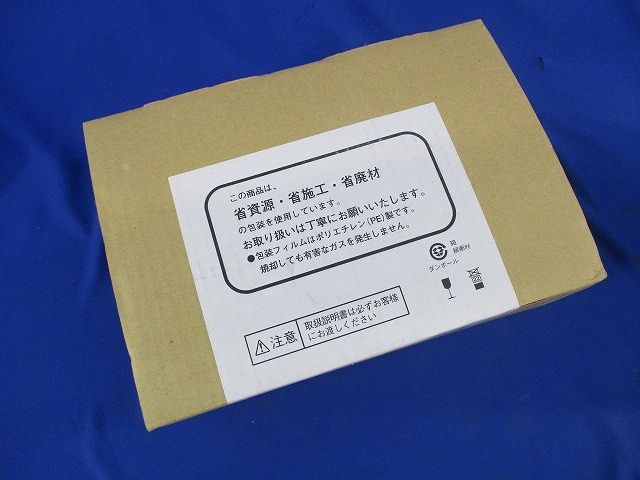 この商品は、
省資源・省施工・省廃材
の包装を使用しています。
お取り扱いは丁寧にお願いいたします。
●包装フィルムはポリエチレン(PE)製です。
焼却しても有害なガスを発生しません。
箱
緩衝材
ダンボール
注意
取扱説明書は必ずお客様
にお渡しください